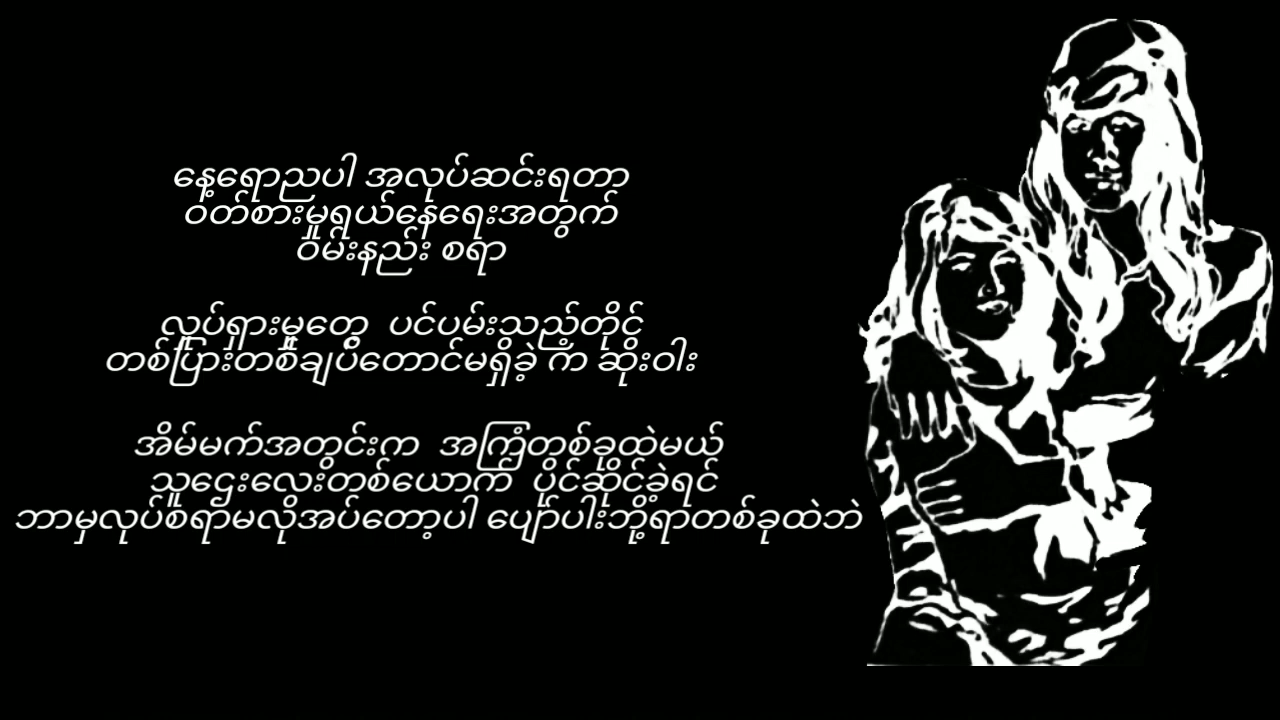 နေ့ရောညပါ အလုပ်ဆင်းရတာ
ဝတ်စားမှုရယ်နေရေးအတွက်
ဝမ်းနည်း စရာ
လှုပ်ရှားမှုတွေ ပင်ပမ်းသည့်တိုင်
တစ်ပြားတစ်ချပ်တောင်မရှိခဲ့ က ဆိုးဝါး
အိမ်မက်အတွင်းက အကြံတစ်ခုထဲမယ်
သူဌေးလေးတစ်ယောက် ပိုင်ဆိုင်ခဲ့ရင်
ဘာမှလုပ်စရာမလိုအပ်တော့ပါ ပျော်ပါးဘို့ရာတစ်ခုထဲဘဲ